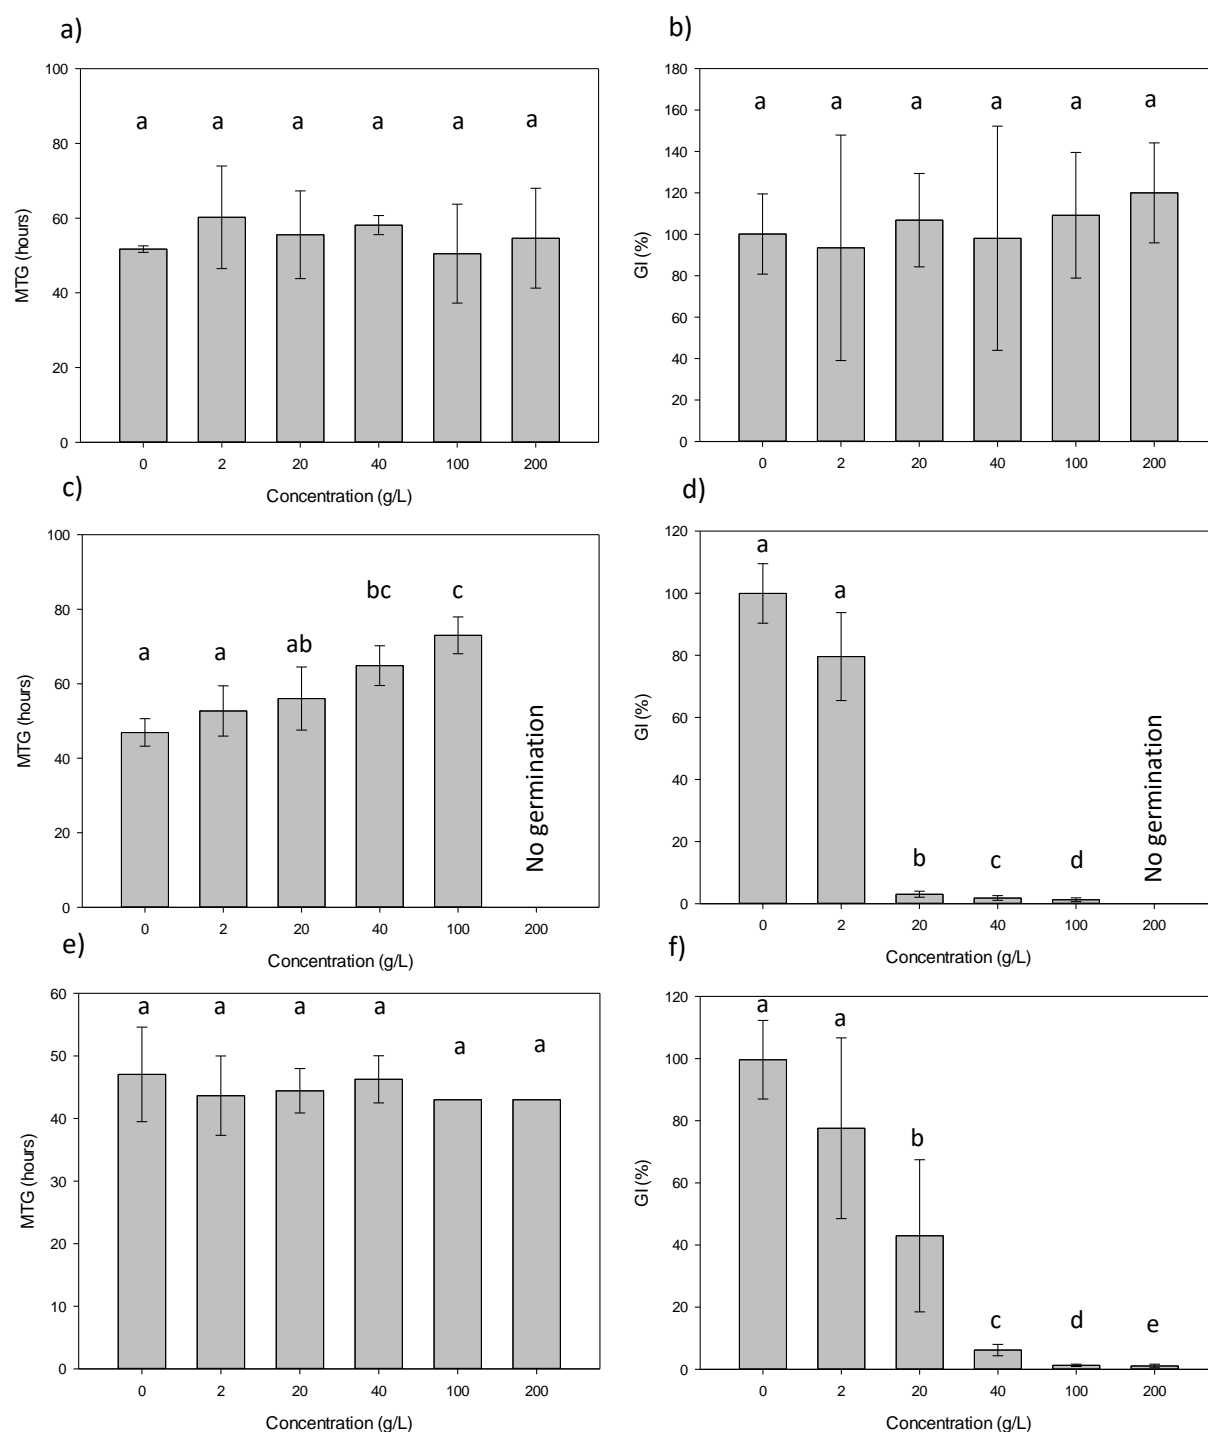 a)
MTG (hours)
100
80
60
40
20
0
a a a a a a
0 2 20 40 100 200
Concentration (g/L)
b)
GI (%)
180
160
140
120
100
80
60
40
20
0
a a a a a a
0 2 20 40 100 200
c)
MTG (hours)
100
80
60
40
20
0
a a ab bc c
No germination
0 2 20 40 100 200
Concentration (g/L)
d)
GI (%)
120
100
80
60
40
20
0
a a b c d
No germination
0 2 20 40 100 200
Concentration (g/L)
e)
MTG (hours)
60
50
40
30
20
10
0
a a a a a a
0 2 20 40 100 200
Concentration (g/L)
f)
GI (%)
120
100
80
60
40
20
0
a a b c d e
0 2 20 40 100 200
Concentration (g/L)